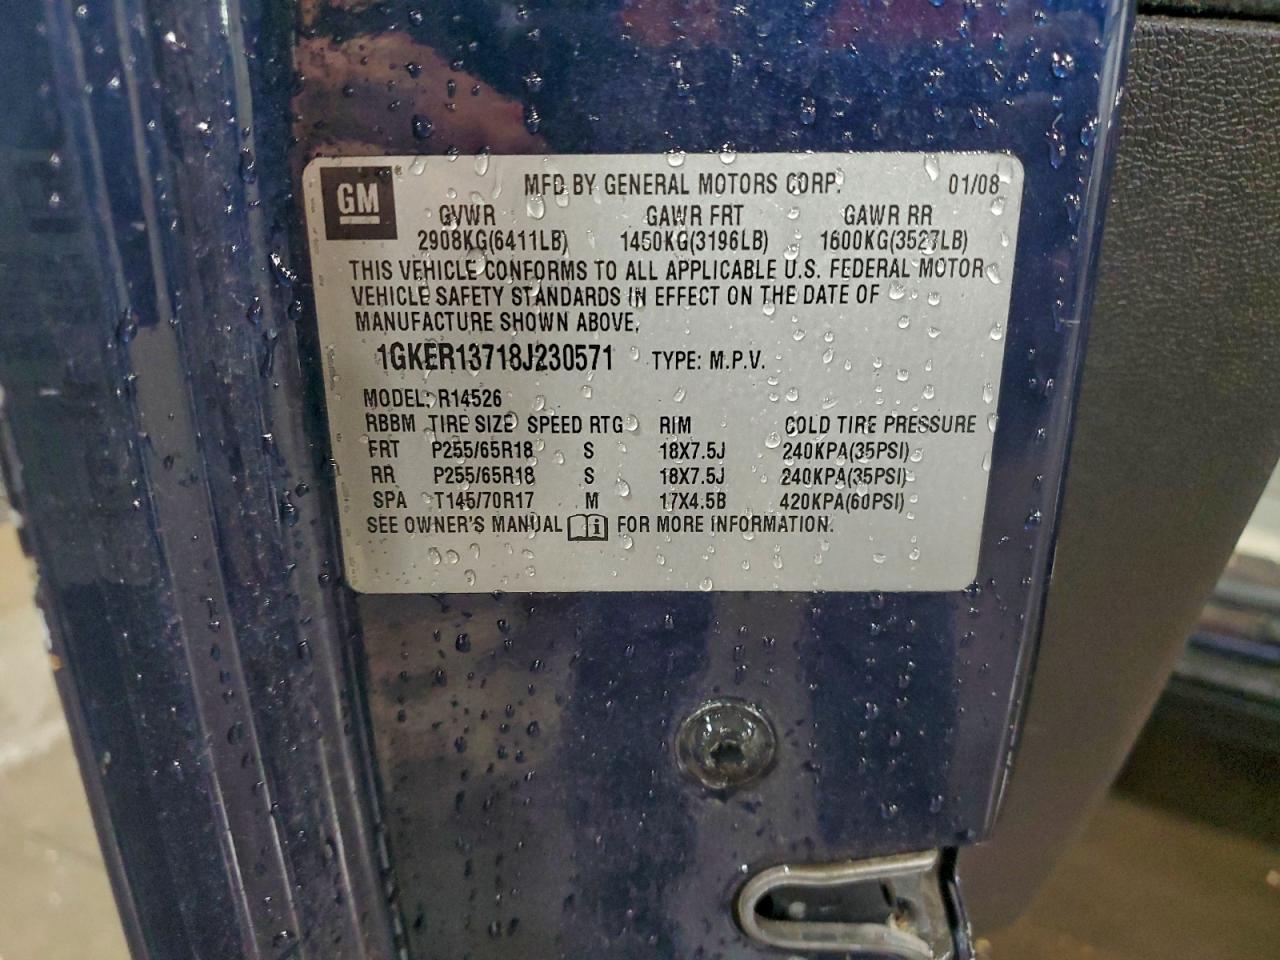 GM MFD BY GENERAL MOTORS CORP. 01/08
GVWR GAWR FRT GAWR RR
2908KG(6411LB) 1450KG(3196LB) 1600KG(3527LB)
THIS VEHICLE CONFORMS TO ALL APPLICABLE U.S. FEDERAL MOTOR
VEHICLE SAFETY STANDARDS IN EFFECT ON THE DATE OF
MANUFACTURE SHOWN ABOVE.
1GKER13718J230571 TYPE: M.P.V.
MODEL: R14526
RBBM TIRE SIZE SPEED RTG RIM COLD TIRE PRESSURE
FRT P255/65R18 S 18X7.5J 240KPA(35PSI)
RR P255/65R18 S 18X7.5J 240KPA(35PSI)
SPA T145/70R17 M 17X4.5B 420KPA(60PSI)
SEE OWNER'S MANUAL FOR MORE INFORMATION.